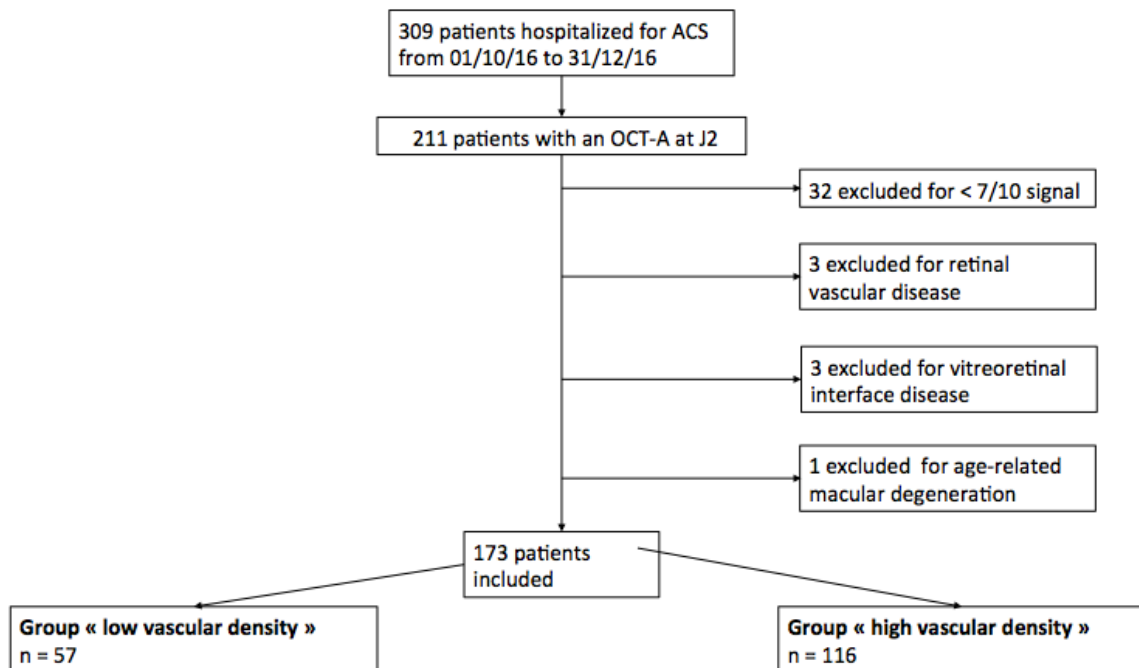 309 patients hospitalized for ACS
from 01/10/16 to 31/12/16
211 patients with an OCT-A at J2
32 excluded for < 7/10 signal
3 excluded for retinal
vascular disease
3 excluded for vitreoretinal
interface disease
1 excluded for age-related
macular degeneration
173 patients
included
Group « low vascular density »
n = 57
Group « high vascular density »
n = 116